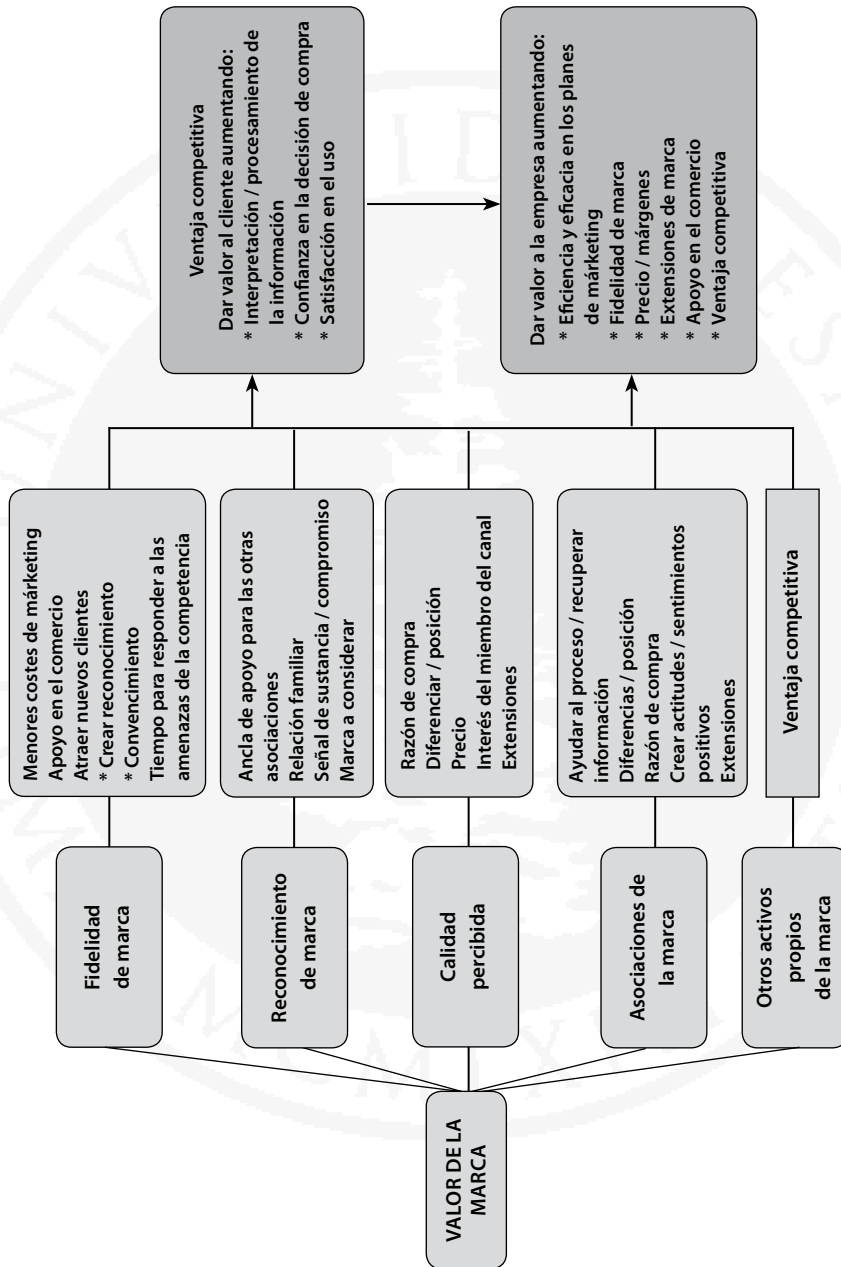 VALOR DE LA
MARCA
Fidelidad
de marca
Menores costes de márketing
Apoyo en el comercio
Atraer nuevos clientes
* Crear reconocimiento
* Convencimiento
Tiempo para responder a las
amenazas de la competencia
Reconocimiento
de marca
Ancla de apoyo para las otras
asociaciones
Relación familiar
Señal de sustancia / compromiso
Marca a considerar
Calidad
percibida
Razón de compra
Diferenciar / posición
Precio
Interés del miembro del canal
Extensiones
Asociaciones de
la marca
Ayudar al proceso / recuperar
información
Diferencias / posición
Razón de compra
Crear actitudes / sentimientos
positivos
Extensiones
Otros activos
propios
de la marca
Ventaja competitiva
Ventaja competitiva
Dar valor al cliente aumentando:
* Interpretación / procesamiento de
la información
* Confianza en la decisión de compra
* Satisfacción en el uso
Dar valor a la empresa aumentando:
* Eficiencia y eficacia en los planes
de márketing
* Fidelidad de marca
* Precio / márgenes
* Extensiones de marca
* Apoyo en el comercio
* Ventaja competitiva